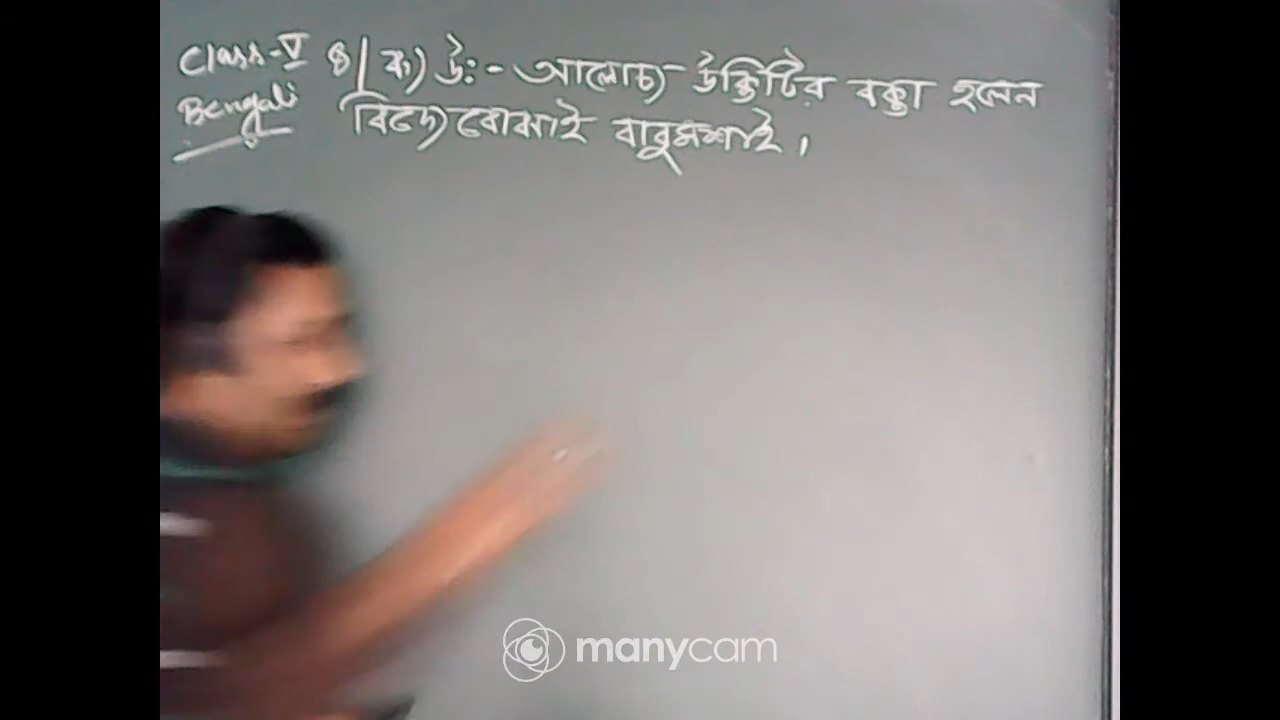 Class-V
Bengali
৪। ক) উঃ- আলোচ্য উক্তিটির বক্তা হলেন
বিদ্যেবোঝাই বাবুমশাই।
manycam